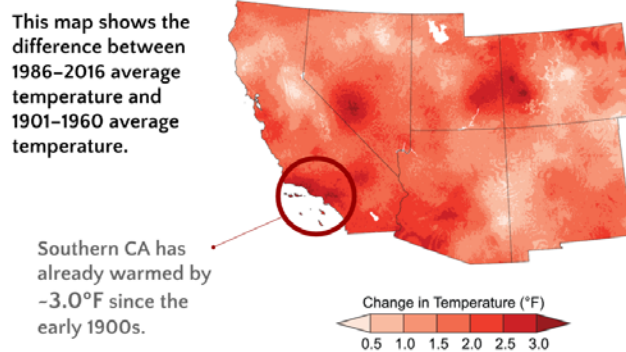 This map shows the
difference between
1986–2016 average
temperature and
1901–1960 average
temperature.
Southern CA has
already warmed by
~3.0°F since the
early 1900s.
Change in Temperature (°F)
0.5 1.0 1.5 2.0 2.5 3.0